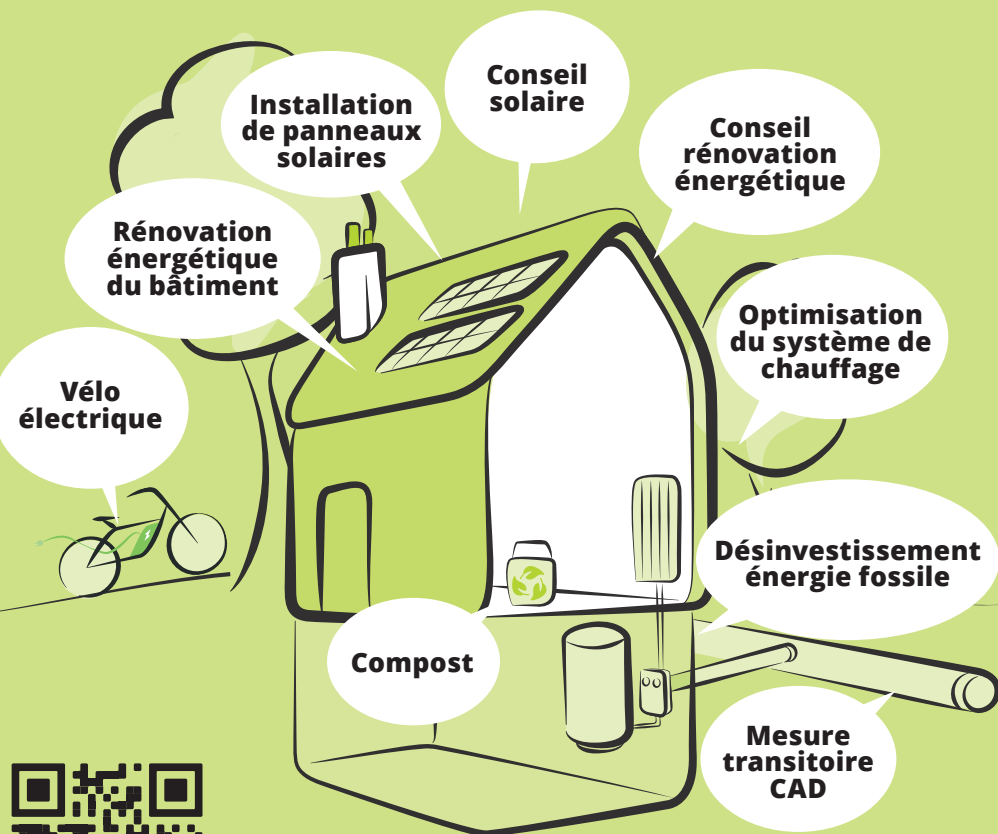 Conseil
solaire
Installation
de panneaux
solaires
Conseil
rénovation
énergétique
Rénovation
énergétique
du bâtiment
Optimisation
du système de
chauffage
Vélo
électrique
Désinvestissement
énergie fossile
Compost
Mesure
transitoire
CAD